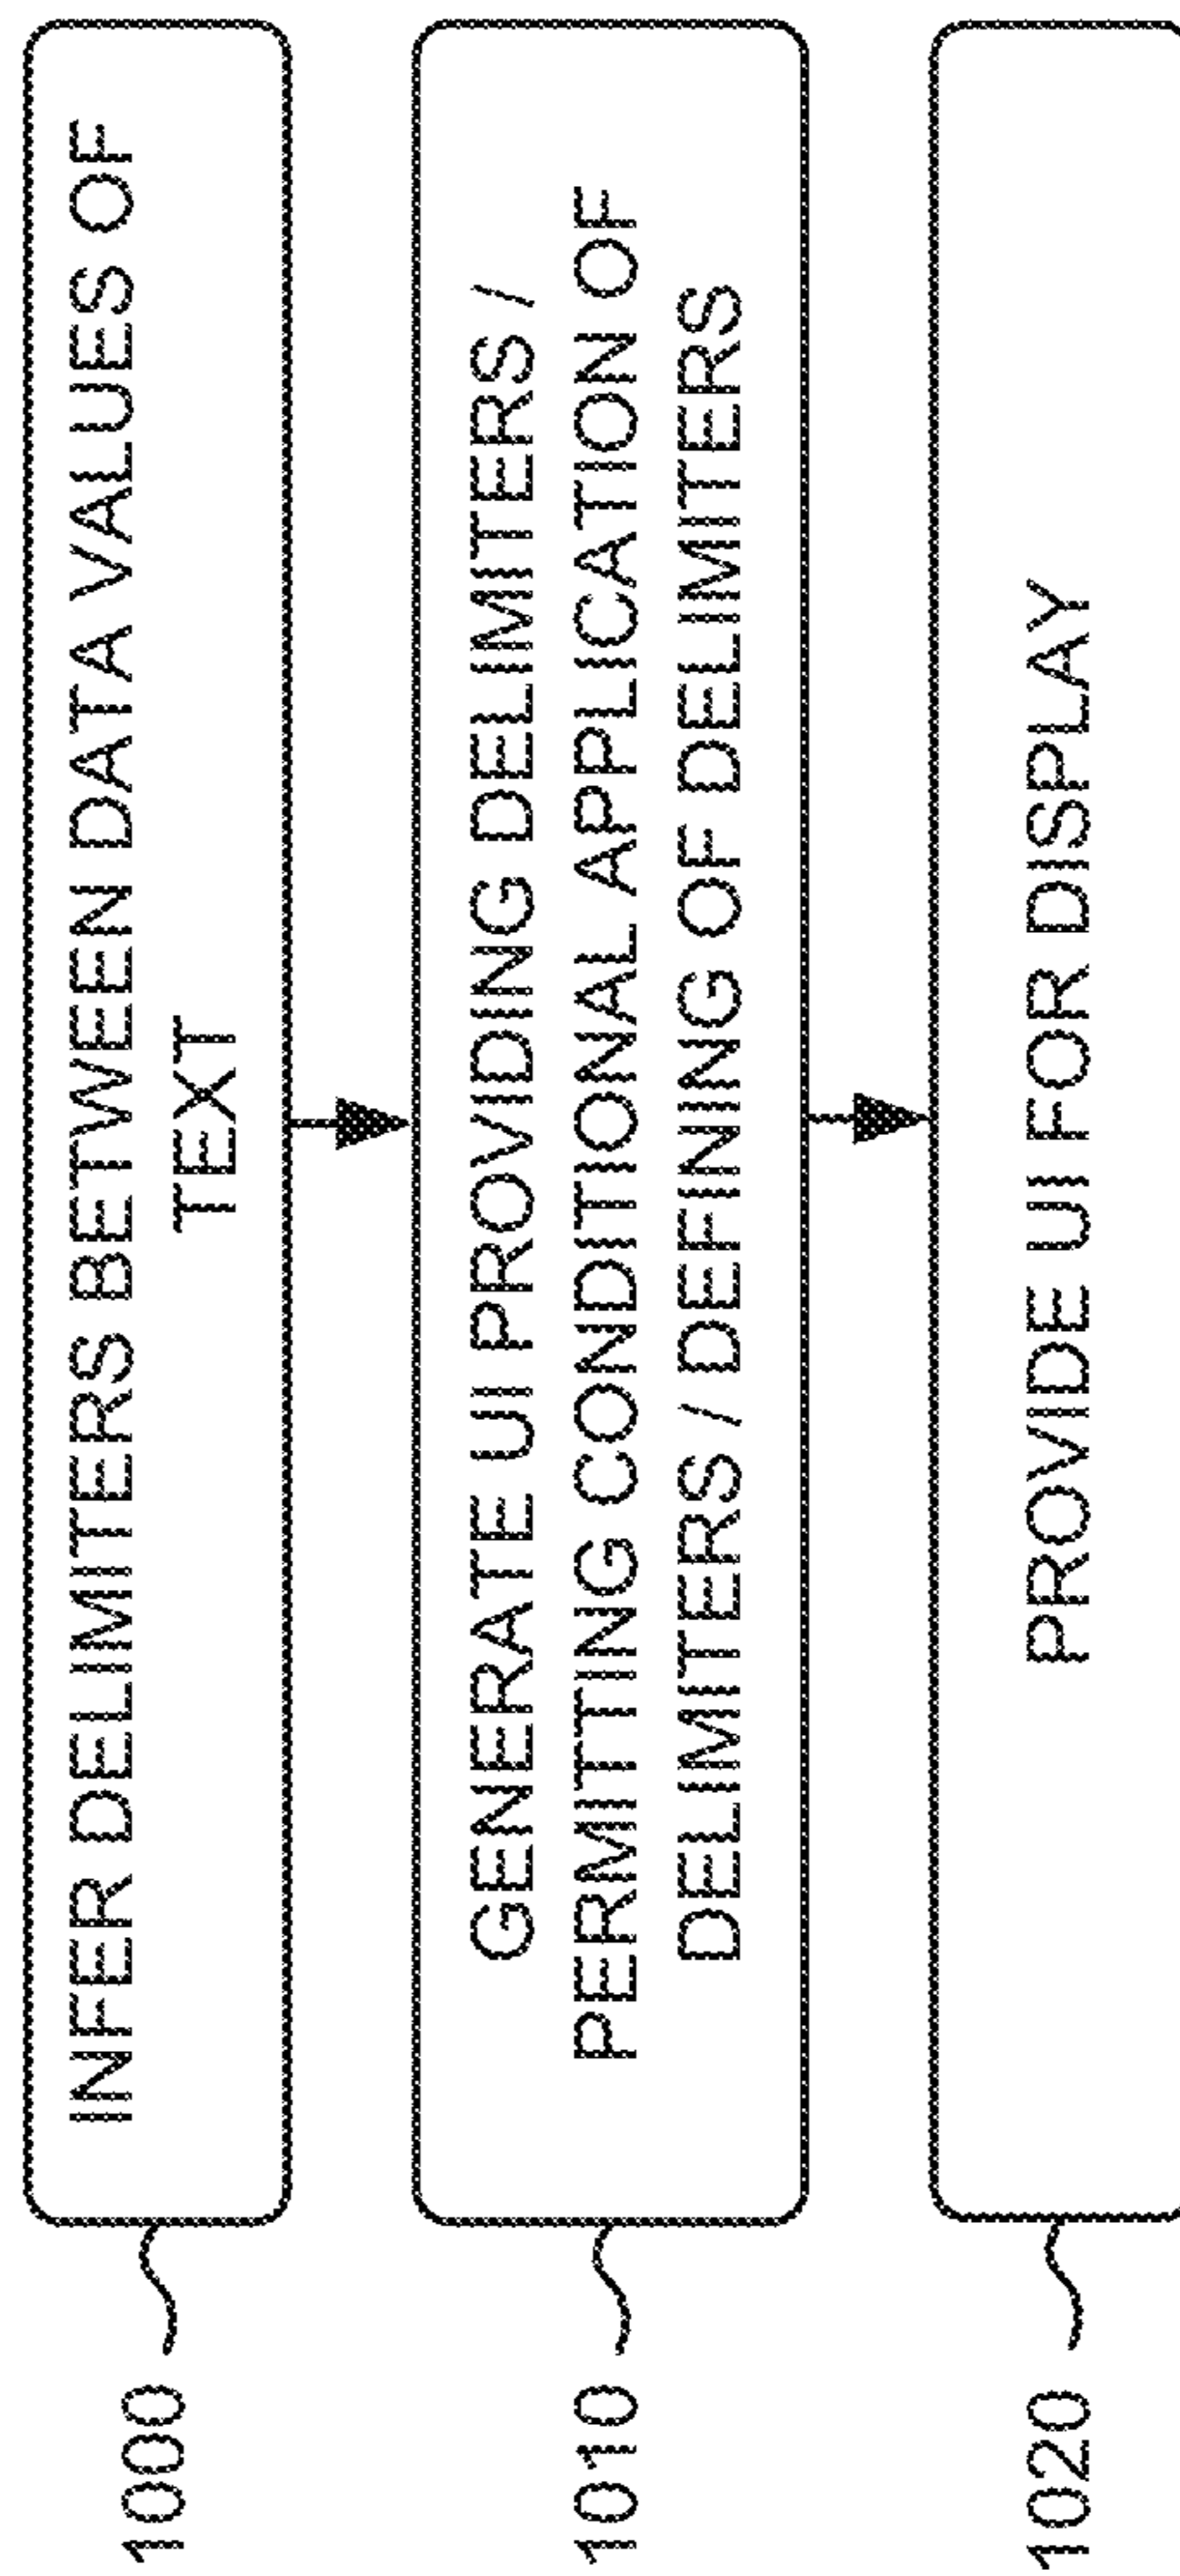 1000
INFER DELIMITERS BETWEEN DATA VALUES OF
TEXT
1010
GENERATE UI PROVIDING DELIMITERS /
PERMITTING CONDITIONAL APPLICATION OF
DELIMITERS / DEFINING OF DELIMITERS
1020
PROVIDE UI FOR DISPLAY